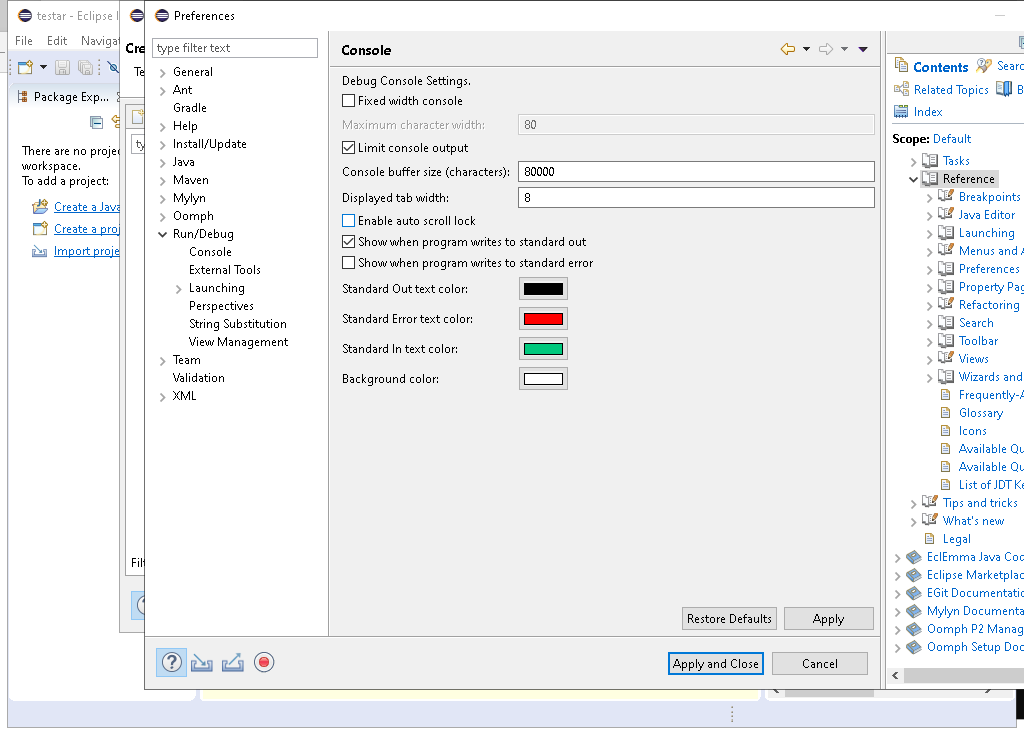 testar - Eclipse I
File Edit Navigat
Package Exp...
There are no projec
workspace.
To add a project:
Create a Java
Create a proj
Import proje
Cre
Te
ty
Filt
Preferences
type filter text
General
Ant
Gradle
Help
Install/Update
Java
Maven
Mylyn
Oomph
Run/Debug
Console
External Tools
Launching
Perspectives
String Substitution
View Management
Team
Validation
XML
Console
Debug Console Settings.
Fixed width console
Maximum character width: 80
Limit console output
Console buffer size (characters): 80000
Displayed tab width: 8
Enable auto scroll lock
Show when program writes to standard out
Show when program writes to standard error
Standard Out text color:
Standard Error text color:
Standard In text color:
Background color:
Restore Defaults Apply
Apply and Close Cancel
Contents Searc
Related Topics B
Index
Scope: Default
Tasks
Reference
Breakpoints
Java Editor
Launching
Menus and A
Preferences
Property Pag
Refactoring
Search
Toolbar
Views
Wizards and
Frequently-A
Glossary
Icons
Available Qu
Available Qu
List of JDT Ke
Tips and tricks
What's new
Legal
EclEmma Java Coc
Eclipse Marketplac
EGit Documentatic
Mylyn Documenta
Oomph P2 Manag
Oomph Setup Doc